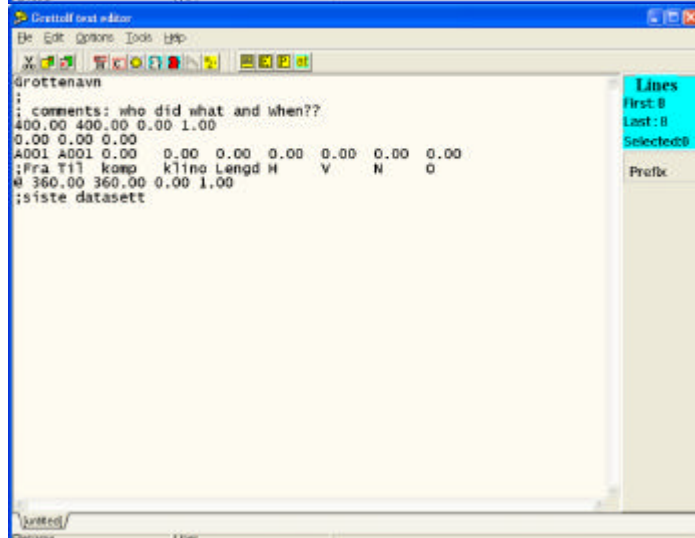 Grottolf text editor
File Edit Options Tools Help
Grottenavn
;
; comments: who did what and when??
400.00 400.00 0.00 1.00
0.00 0.00 0.00
A001 A001 0.00 0.00 0.00 0.00 0.00 0.00 0.00
;Fra Til komp klino Lengd H V N O
@ 360.00 360.00 0.00 1.00
;siste datasett
Lines
First: 8
Last : 8
Selected:0
Prefix
[untitled]